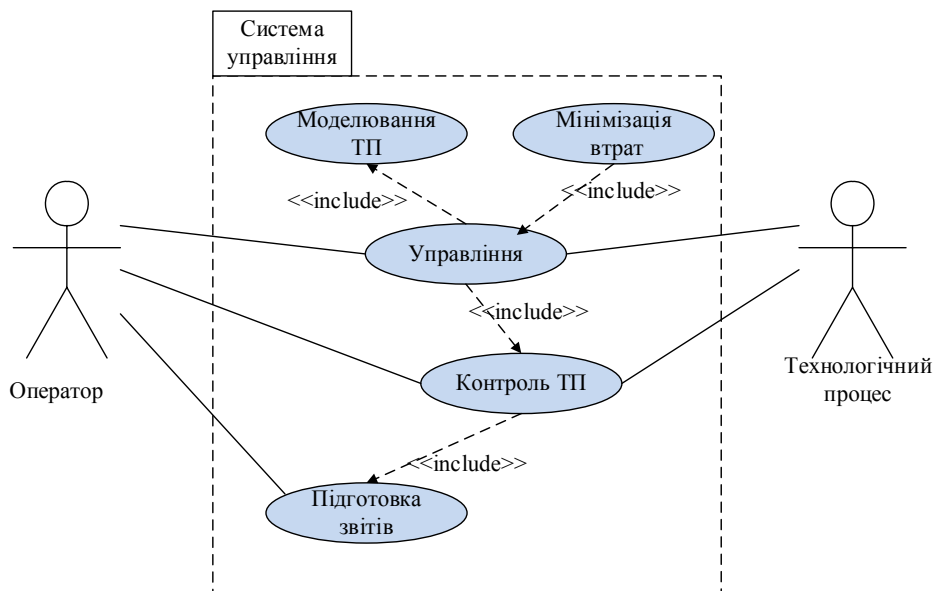 Система
управління
Моделювання
ТП
Мінімізація
втрат
<<include>>
<<include>>
Управління
<<include>>
Контроль ТП
Оператор
Технологічний
процес
<<include>>
Підготовка
звітів